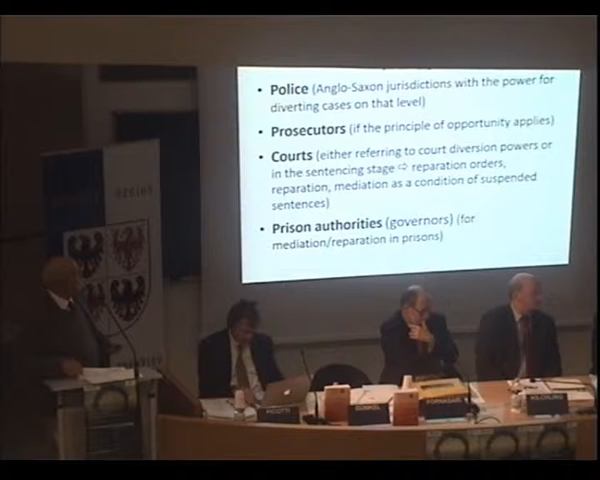 • Police (Anglo-Saxon jurisdictions with the power for
diverting cases on that level)
• Prosecutors (if the principle of opportunity applies)
• Courts (either referring to court diversion powers or
in the sentencing stage ⇨ reparation orders,
reparation, mediation as a condition of suspended
sentences)
• Prison authorities (governors) (for
mediation/reparation in prisons)
PICOTTI